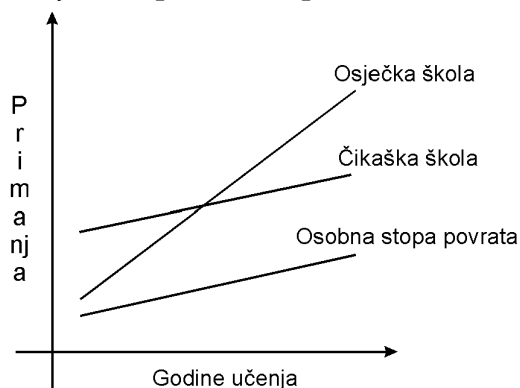 Osječka škola
Primanja
Čikaška škola
Osobna stopa povrata
Godine učenja